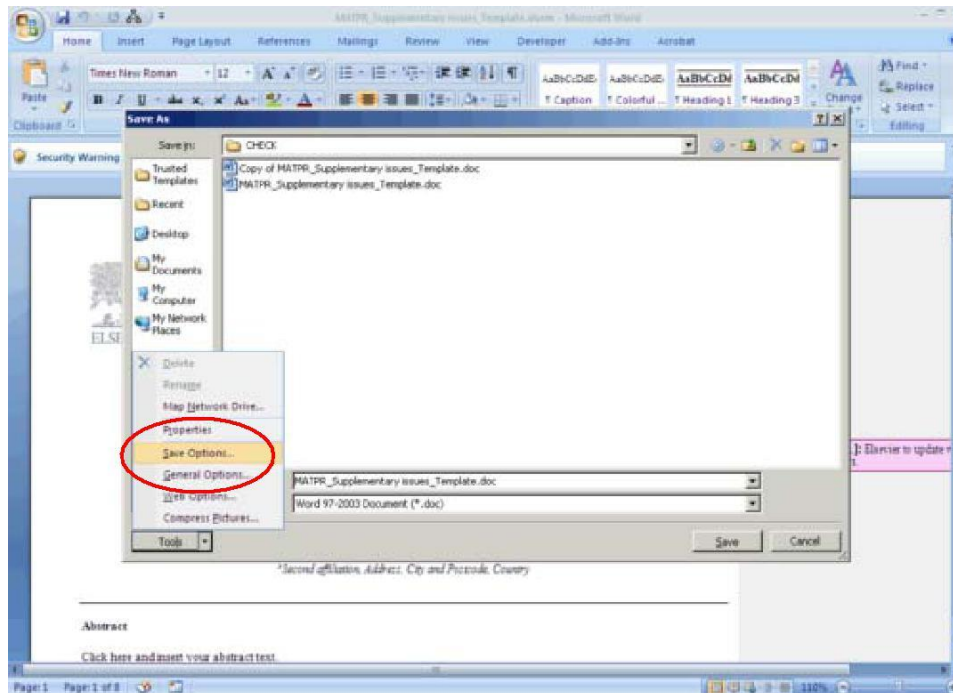 MATPR_Supplementary issues_Template.docm - Microsoft Word
Home Insert Page Layout References Mailings Review View Developer Add-Ins Acrobat
Paste
Clipboard
Times New Roman 12
AaBbCcDdE AaBbCcDdE AaBbCcDd AaBbCcDd
¶ Caption ¶ Colorful ... ¶ Heading 1 ¶ Heading 3
Change
Find
Replace
Select
Editing
Security Warning
Save As
Save in: CHECK
Trusted Templates
Recent
Desktop
My Documents
My Computer
My Network Places
Copy of MATPR_Supplementary issues_Template.doc
MATPR_Supplementary issues_Template.doc
Delete
Rename
Map Network Drive...
Properties
Save Options...
General Options...
Web Options...
Compress Pictures...
MATPR_Supplementary issues_Template.doc
Word 97-2003 Document (*.doc)
Tools
Save
Cancel
ELSE
]: Elsevier to update
Second affiliation, Address, City and Postcode, Country
Abstract
Click here and insert your abstract text.
Page: 1 Page: 1 of 8
110%